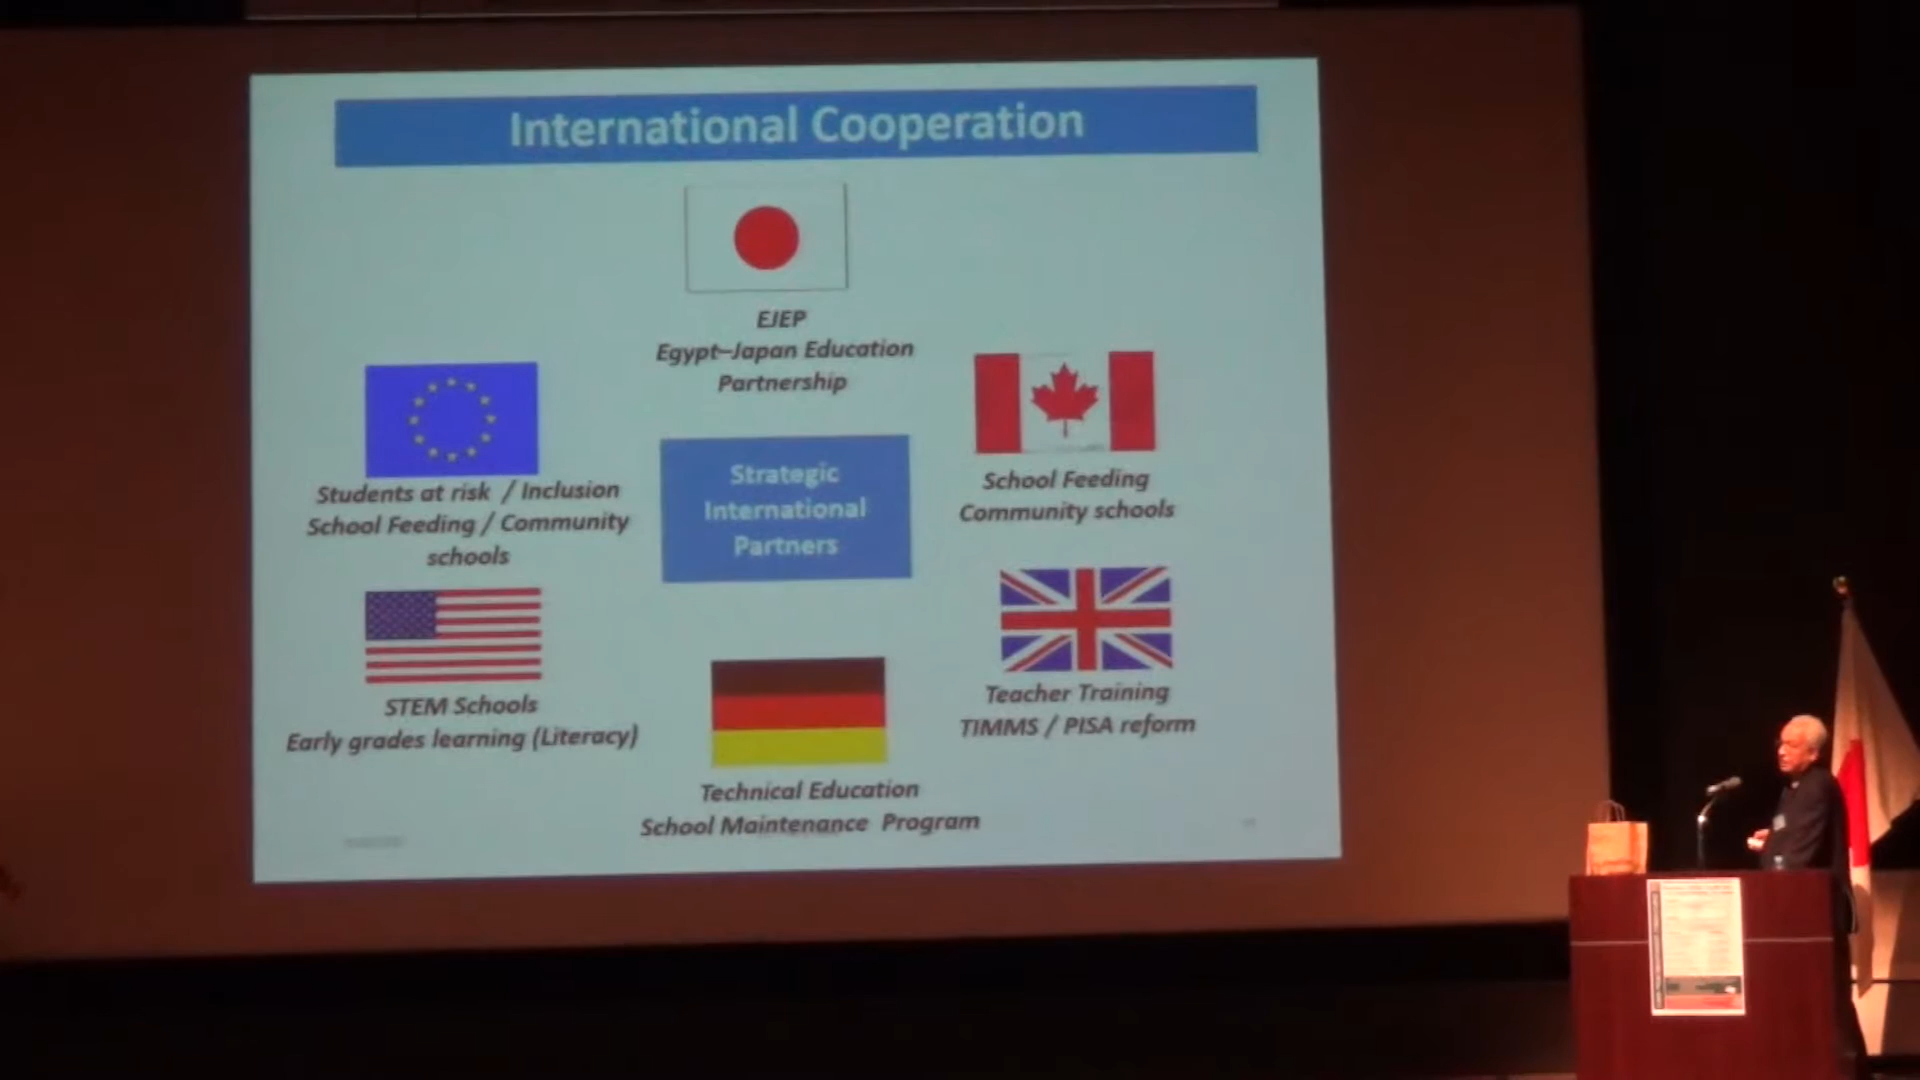 International Cooperation
EJEP
Egypt–Japan Education
Partnership
Students at risk / Inclusion
School Feeding / Community
schools
Strategic
International
Partners
School Feeding
Community schools
STEM Schools
Early grades learning (Literacy)
Teacher Training
TIMMS / PISA reform
Technical Education
School Maintenance Program